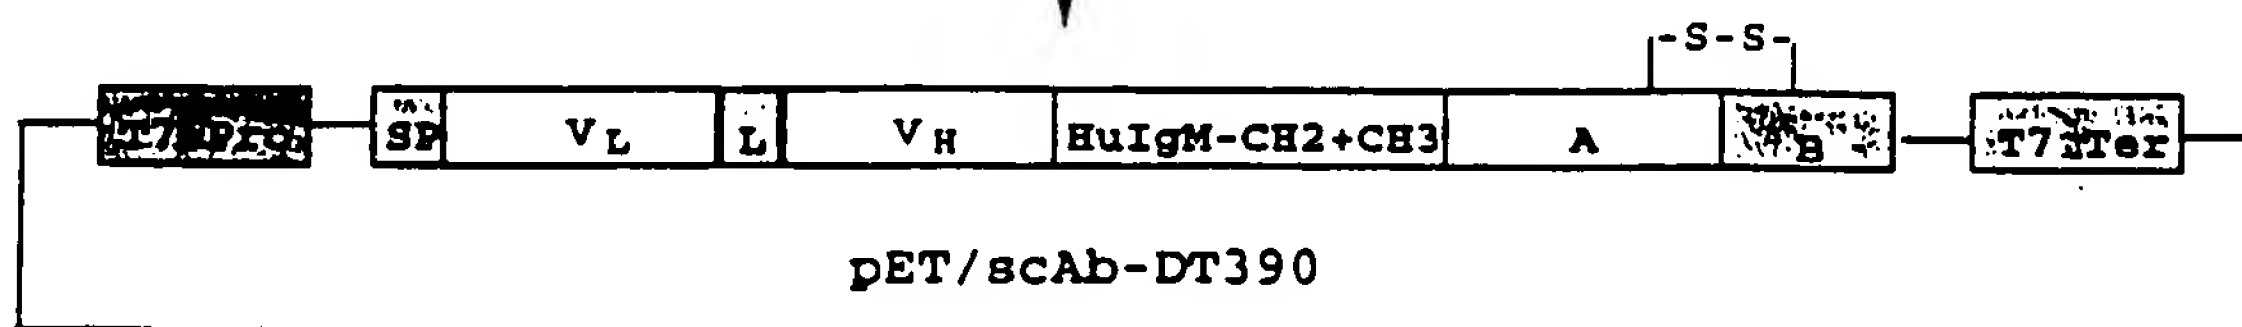 -S-S-
T7 Pro SP VL L VH HuIgM-CH2+CH3 A B T7 Ter
pET/scAb-DT390